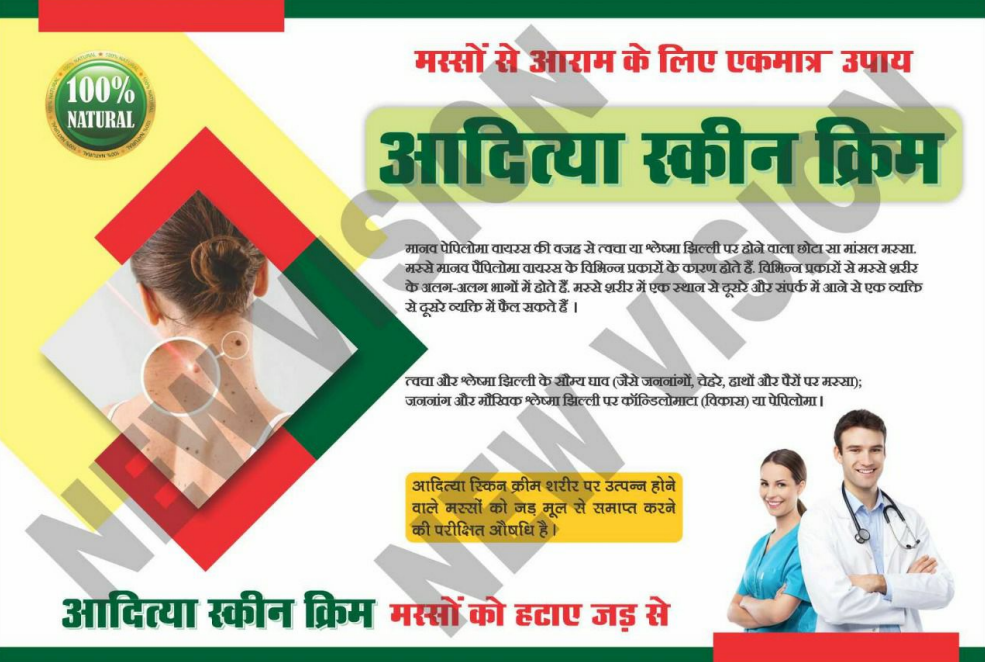 मस्सों से आराम के लिए एकमात्र उपाय
100%
NATURAL
आदित्या स्कीन क्रिम
मानव पेपिलोमा वायरस की वजह से त्वचा या श्लेष्मा झिल्ली पर होने वाला छोटा सा मांसल मस्सा.
मस्से मानव पैपिलोमा वायरस के विभिन्न प्रकारों के कारण होते हैं. विभिन्न प्रकारों से मस्से शरीर
के अलग-अलग भागों में होते हैं. मस्से शरीर में एक स्थान से दूसरे और संपर्क में आने से एक व्यक्ति
से दूसरे व्यक्ति में फैल सकते हैं ।
त्वचा और श्लेष्मा झिल्ली के सौम्य घाव (जैसे जननांगों, चेहरे, हाथों और पैरों पर मस्सा);
जननांग और मौखिक श्लेष्मा झिल्ली पर कॉन्डिलोमाटा (विकास) या पेपिलोमा।
आदित्या स्किन क्रीम शरीर पर उत्पन्न होने
वाले मस्सों को जड़ मूल से समाप्त करने
की परीक्षित औषधि है।
आदित्या स्कीन क्रिम मस्सों को हटाए जड़ से
NEW VISION
NEW VISION